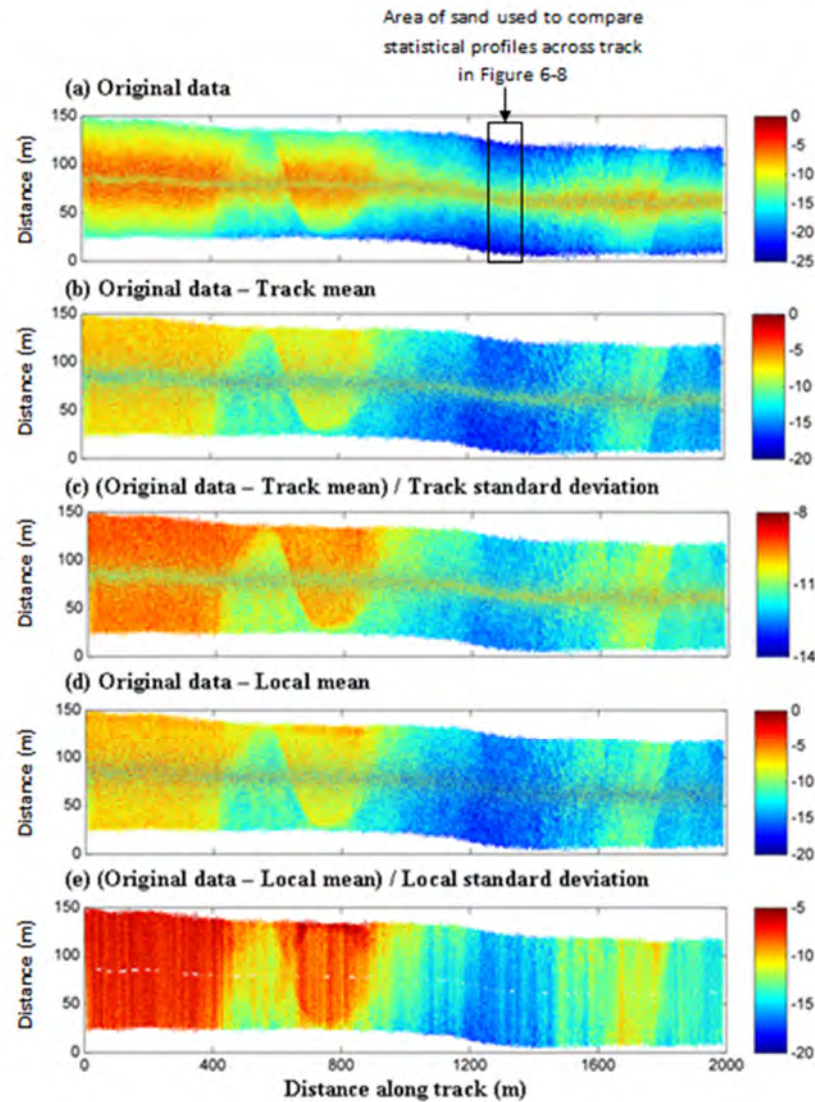 Area of sand used to compare
statistical profiles across track
in Figure 6-8
(a) Original data
Distance (m)
150
100
50
0
0
-5
-10
-15
-20
-25
(b) Original data – Track mean
Distance (m)
150
100
50
0
0
-5
-10
-15
-20
(c) (Original data – Track mean) / Track standard deviation
Distance (m)
150
100
50
0
-8
-11
-14
(d) Original data – Local mean
Distance (m)
150
100
50
0
0
-5
-10
-15
-20
(e) (Original data – Local mean) / Local standard deviation
Distance (m)
150
100
50
0
-5
-10
-15
-20
0 400 800 1200 1600 2000
Distance along track (m)